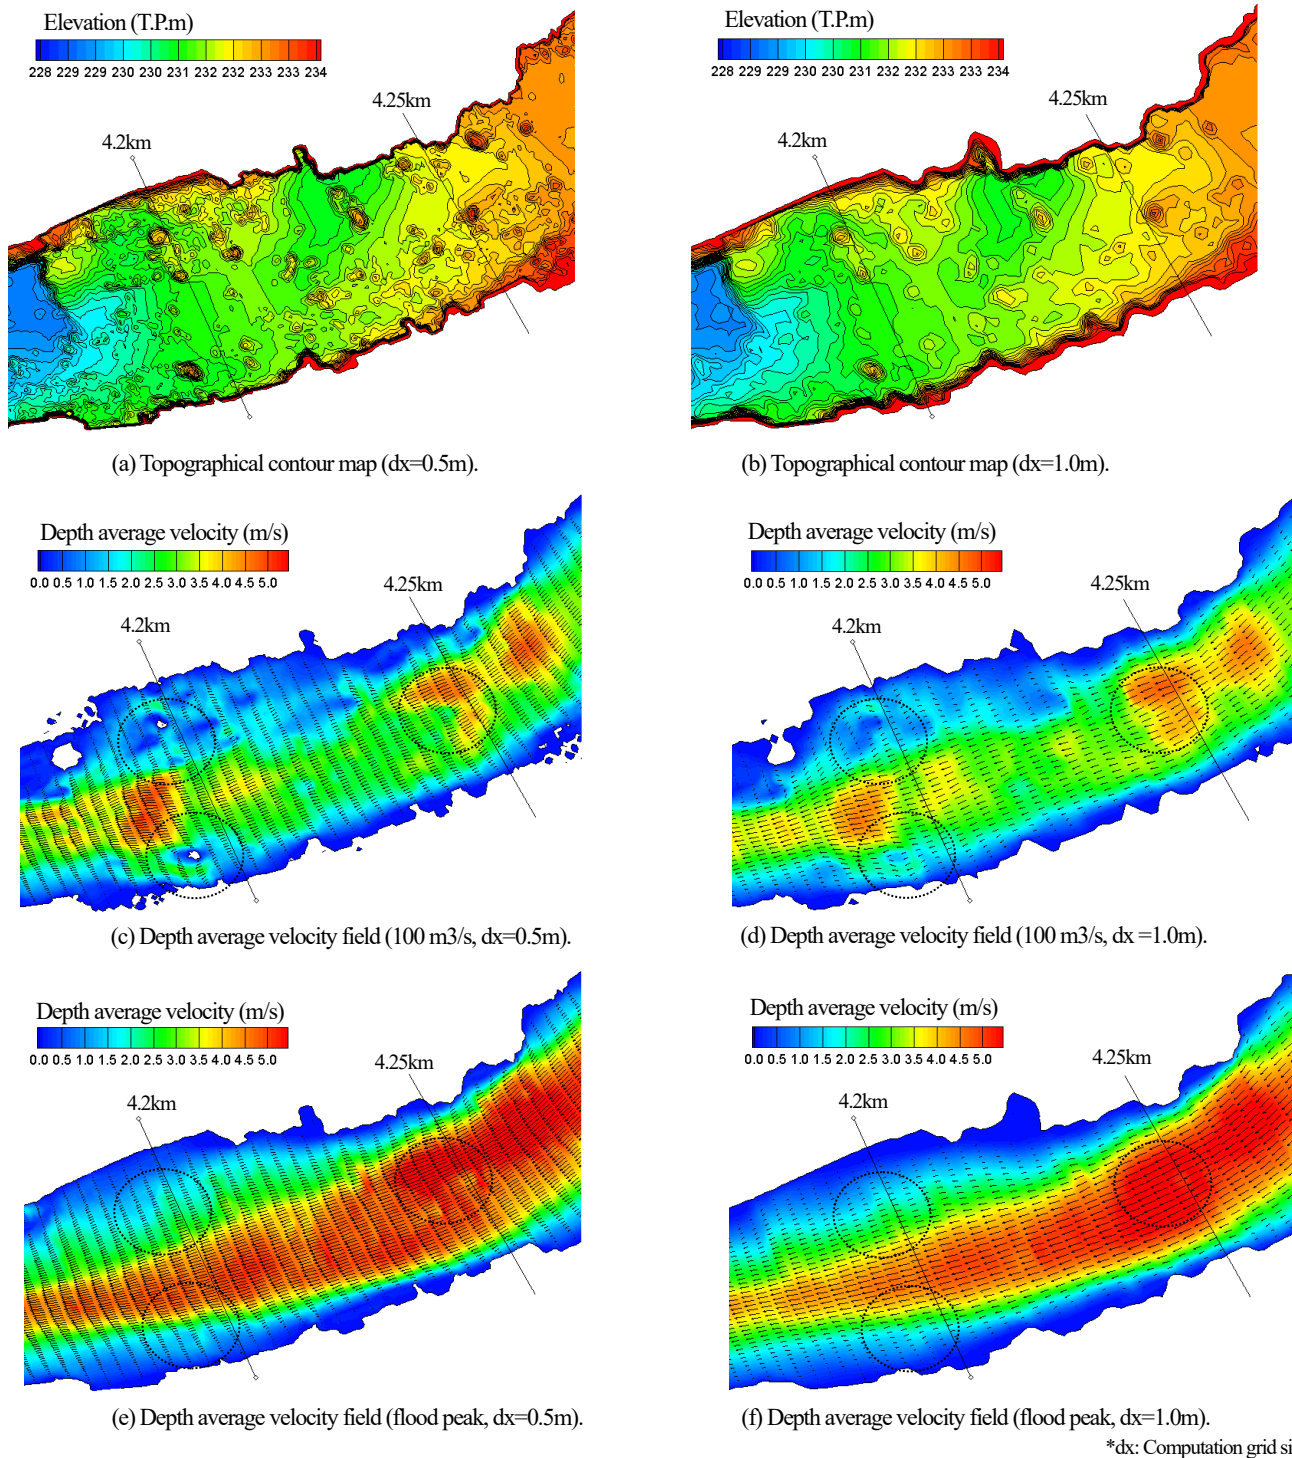 Elevation (T.P.m)
228 229 229 230 230 231 232 232 233 233 234
4.25km
4.2km
(a) Topographical contour map (dx=0.5m).
Elevation (T.P.m)
228 229 229 230 230 231 232 232 233 233 234
4.25km
4.2km
(b) Topographical contour map (dx=1.0m).
Depth average velocity (m/s)
0.0 0.5 1.0 1.5 2.0 2.5 3.0 3.5 4.0 4.5 5.0
4.25km
4.2km
(c) Depth average velocity field (100 m3/s, dx=0.5m).
Depth average velocity (m/s)
0.0 0.5 1.0 1.5 2.0 2.5 3.0 3.5 4.0 4.5 5.0
4.25km
4.2km
(d) Depth average velocity field (100 m3/s, dx =1.0m).
Depth average velocity (m/s)
0.0 0.5 1.0 1.5 2.0 2.5 3.0 3.5 4.0 4.5 5.0
4.25km
4.2km
(e) Depth average velocity field (flood peak, dx=0.5m).
Depth average velocity (m/s)
0.0 0.5 1.0 1.5 2.0 2.5 3.0 3.5 4.0 4.5 5.0
4.25km
4.2km
(f) Depth average velocity field (flood peak, dx=1.0m).
*dx: Computation grid si